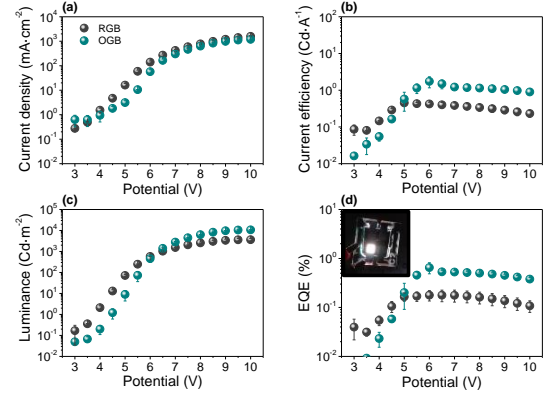 (a)
RGB
OGB
Current density (mA·cm⁻²)
10⁴
10³
10²
10¹
10⁰
10⁻¹
10⁻²
3 4 5 6 7 8 9 10
Potential (V)
(b)
Current efficiency (Cd·A⁻¹)
10²
10¹
10⁰
10⁻¹
10⁻²
3 4 5 6 7 8 9 10
Potential (V)
(c)
Luminance (Cd·m⁻²)
10⁵
10⁴
10³
10²
10¹
10⁰
10⁻¹
10⁻²
3 4 5 6 7 8 9 10
Potential (V)
(d)
EQE (%)
10¹
10⁰
10⁻¹
10⁻²
3 4 5 6 7 8 9 10
Potential (V)